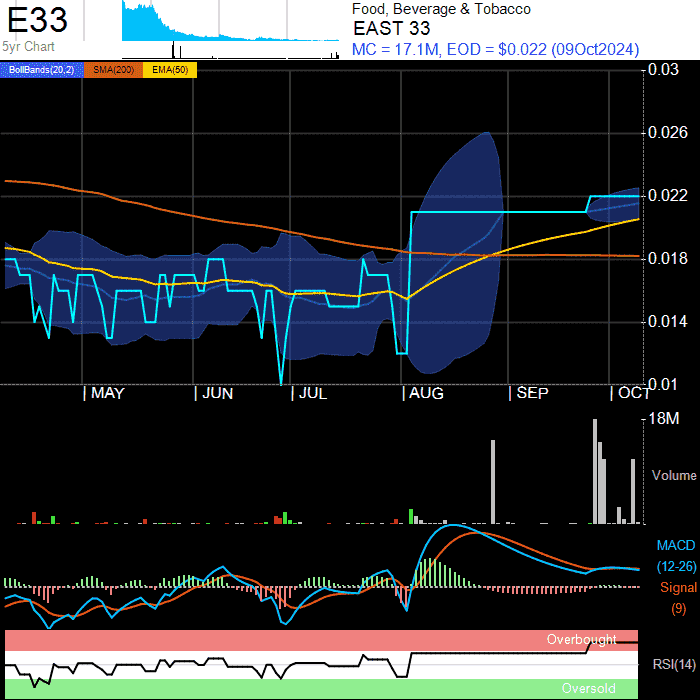 E33
5yr Chart
Food, Beverage & Tobacco
EAST 33
MC = 17.1M, EOD = $0.022 (09Oct2024)
BollBands(20,2) SMA(200) EMA(50)
0.03
0.026
0.022
0.018
0.014
0.01
MAY JUN JUL AUG SEP OCT
18M
Volume
MACD
(12-26)
Signal
(9)
Overbought
RSI(14)
Oversold